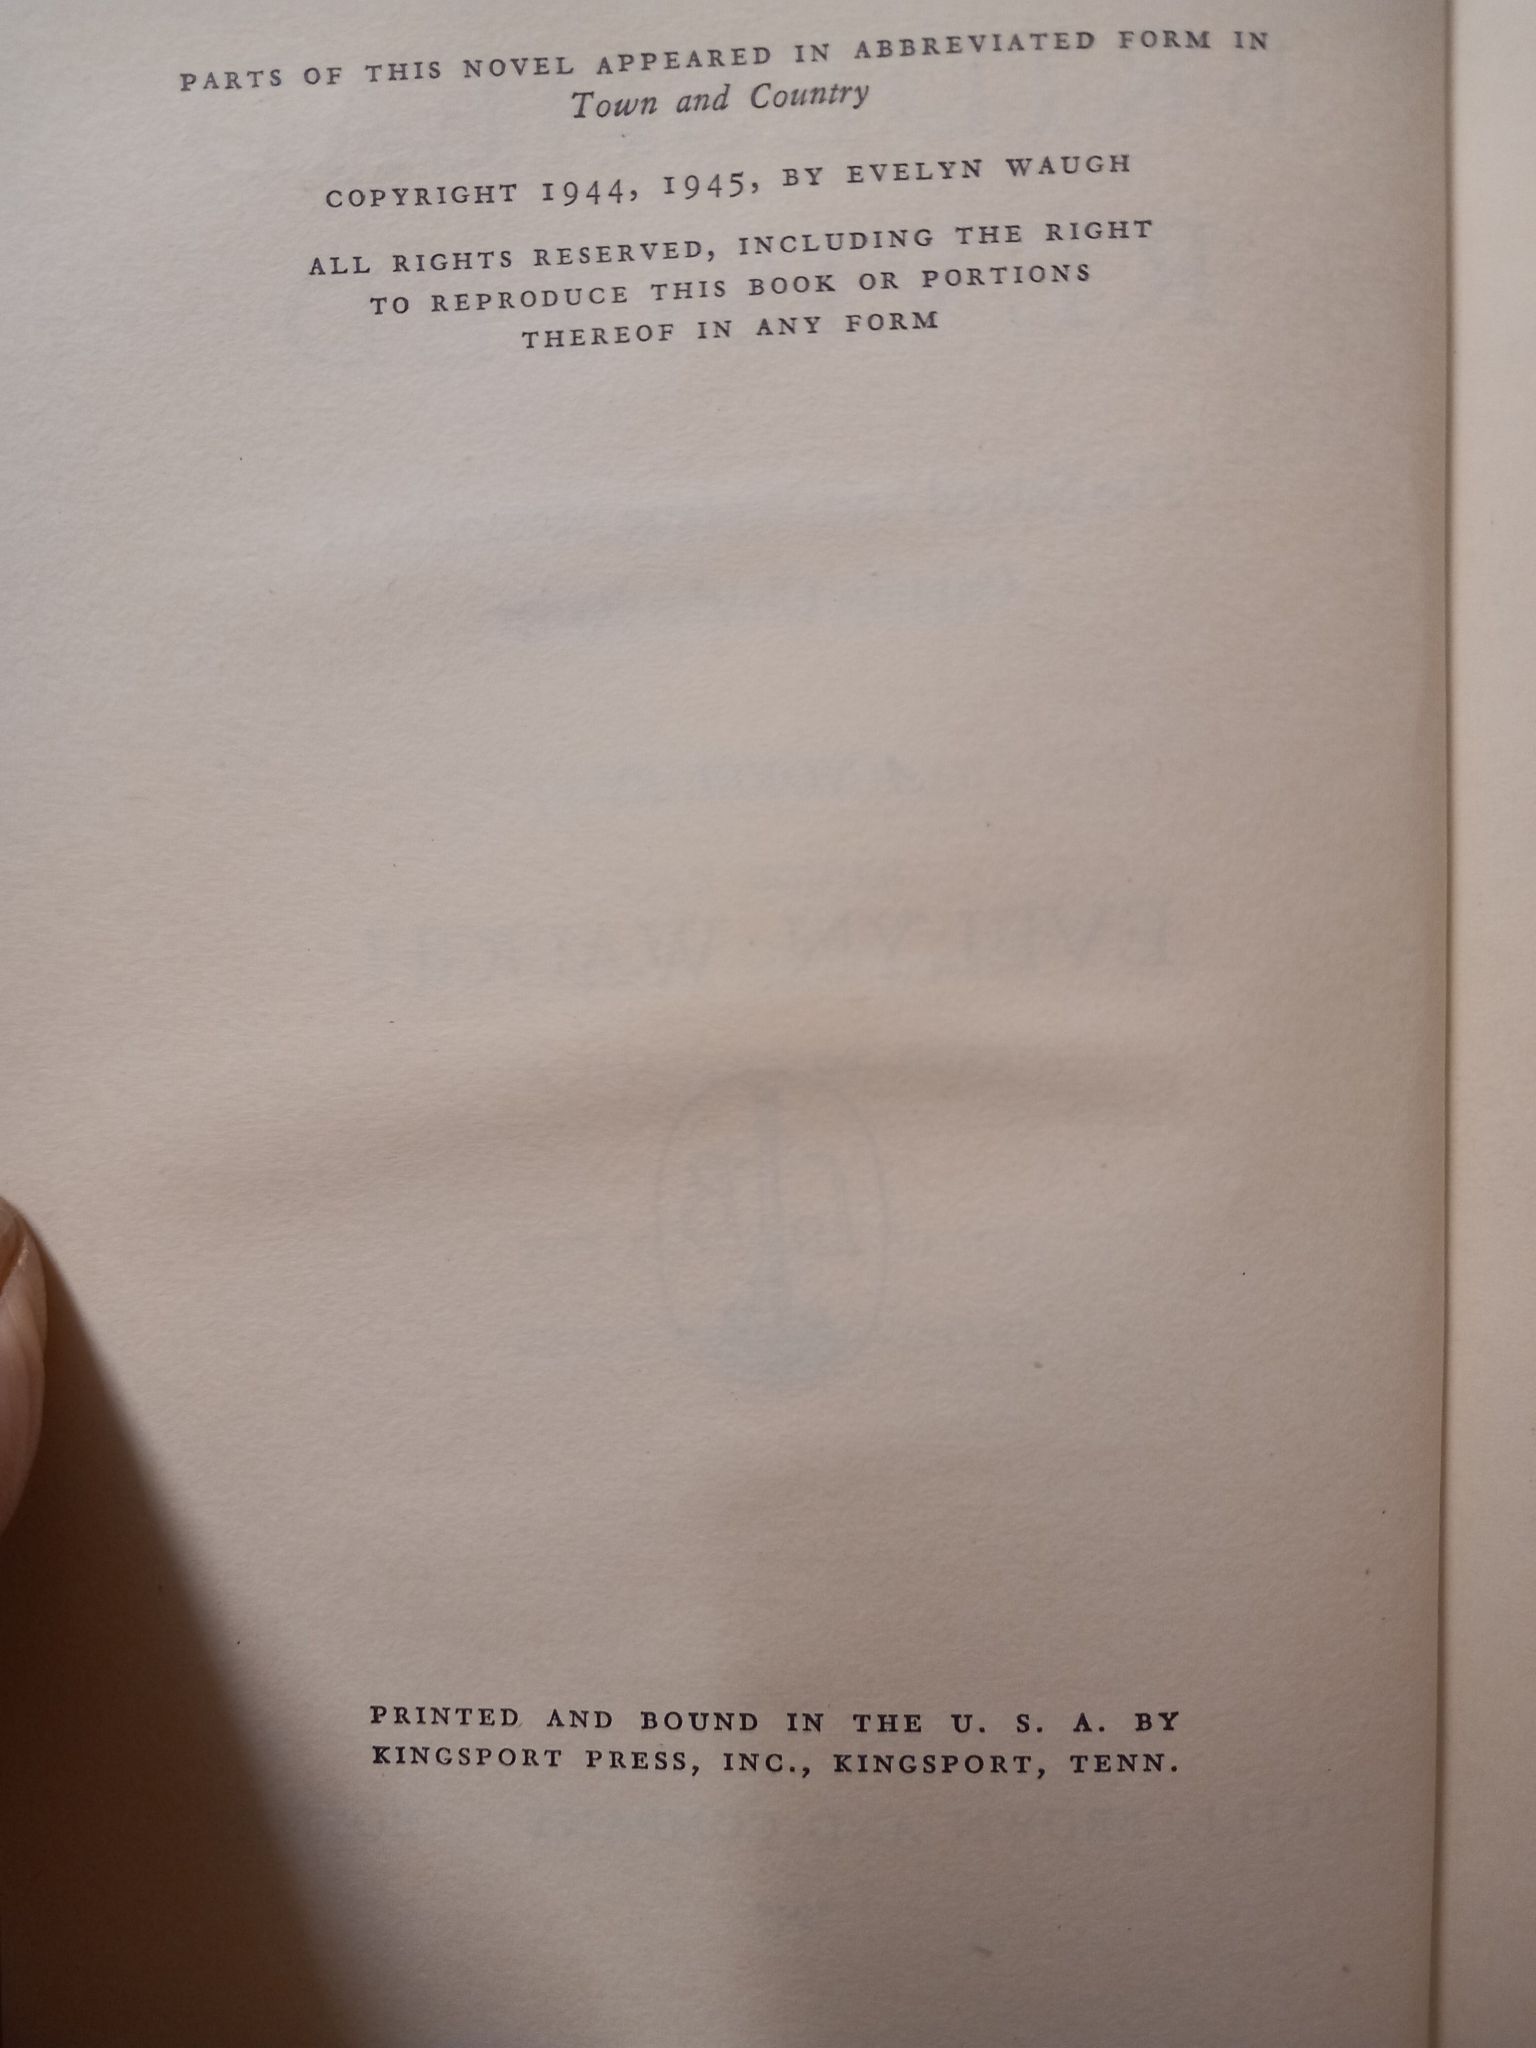 PARTS OF THIS NOVEL APPEARED IN ABBREVIATED FORM IN
Town and Country
COPYRIGHT 1944, 1945, BY EVELYN WAUGH
ALL RIGHTS RESERVED, INCLUDING THE RIGHT
TO REPRODUCE THIS BOOK OR PORTIONS
THEREOF IN ANY FORM
EVELYN WAUGH
PRINTED AND BOUND IN THE U. S. A. BY
KINGSPORT PRESS, INC., KINGSPORT, TENN.